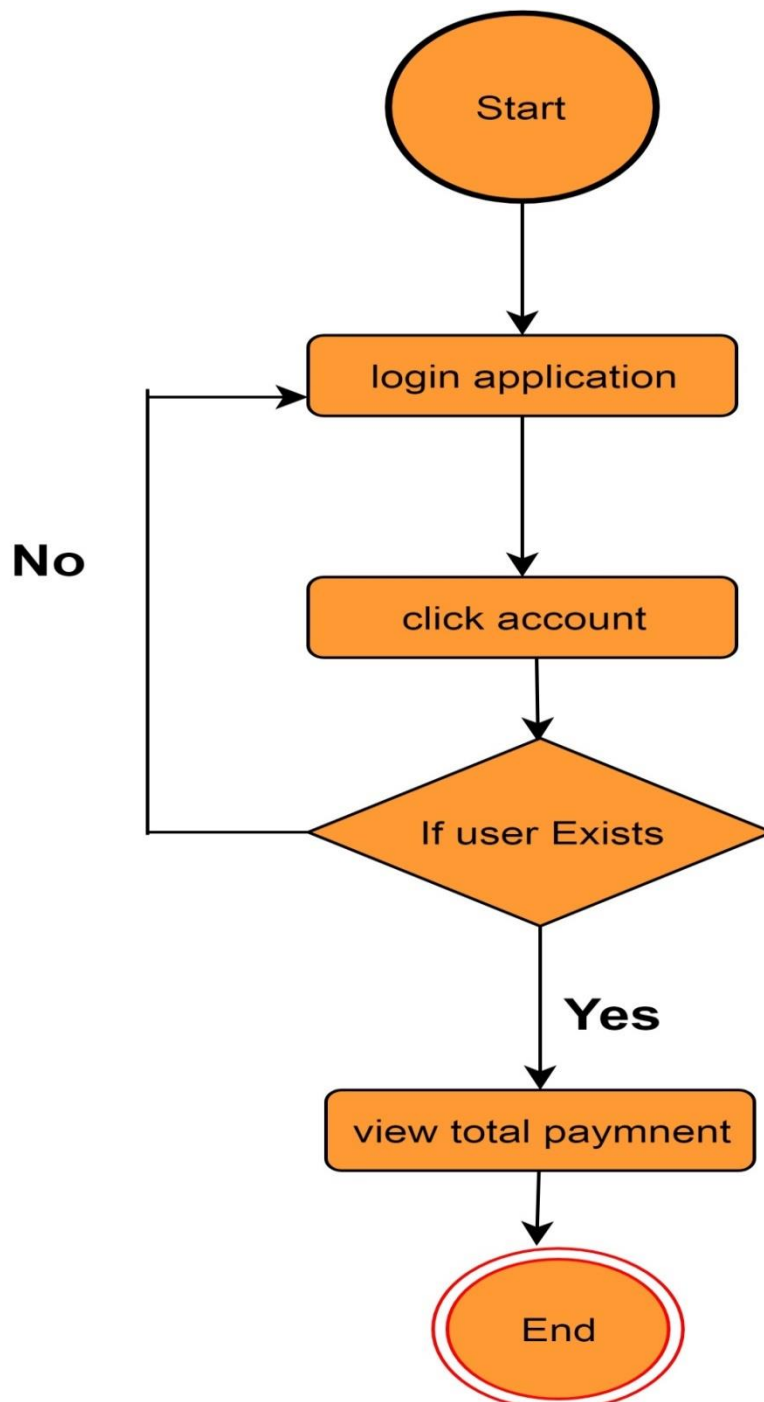 Start
login application
No
click account
If user Exists
Yes
view total paymnent
End